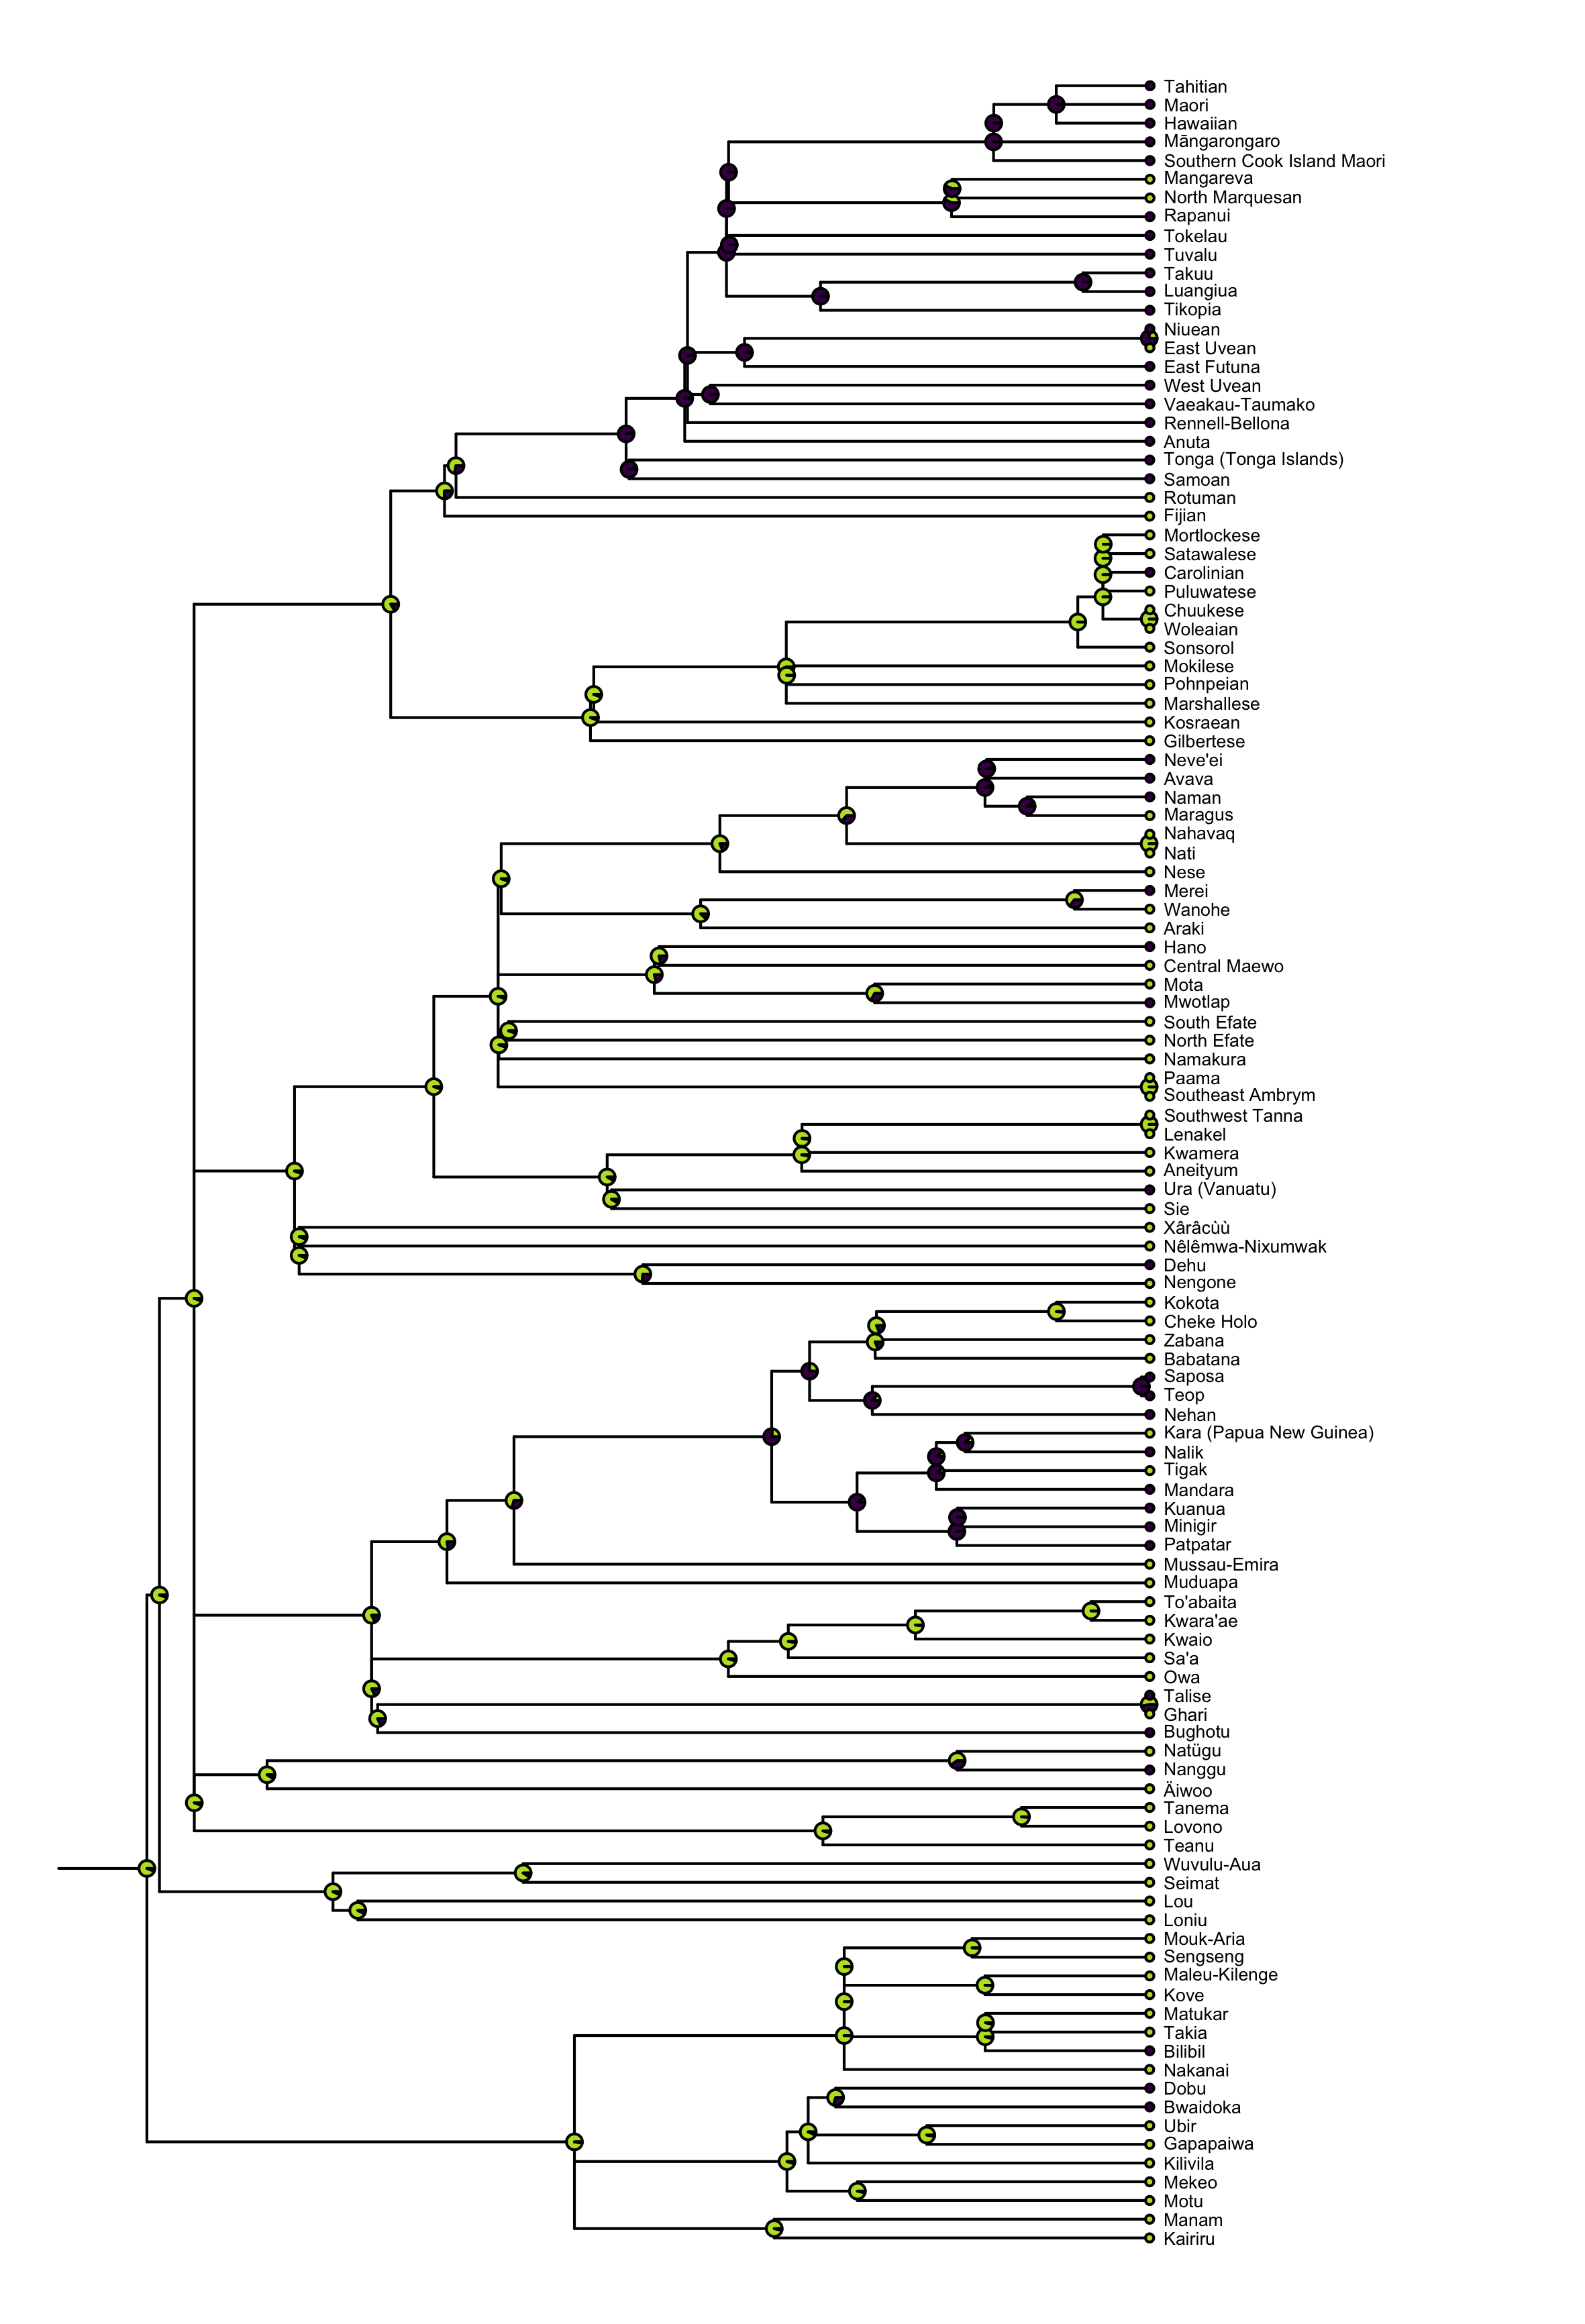 Tahitian
Maori
Hawaiian
Māngarongaro
Southern Cook Island Maori
Mangareva
North Marquesan
Rapanui
Tokelau
Tuvalu
Takuu
Luangiua
Tikopia
Niuean
East Uvean
East Futuna
West Uvean
Vaeakau-Taumako
Rennell-Bellona
Anuta
Tonga (Tonga Islands)
Samoan
Rotuman
Fijian
Mortlockese
Satawalese
Carolinian
Puluwatese
Chuukese
Woleaian
Sonsorol
Mokilese
Pohnpeian
Marshallese
Kosraean
Gilbertese
Neve'ei
Avava
Naman
Maragus
Nahavaq
Nati
Nese
Merei
Wanohe
Araki
Hano
Central Maewo
Mota
Mwotlap
South Efate
North Efate
Namakura
Paama
Southeast Ambrym
Southwest Tanna
Lenakel
Kwamera
Aneityum
Ura (Vanuatu)
Sie
Xârâcùù
Nêlêmwa-Nixumwak
Dehu
Nengone
Kokota
Cheke Holo
Zabana
Babatana
Saposa
Teop
Nehan
Kara (Papua New Guinea)
Nalik
Tigak
Mandara
Kuanua
Minigir
Patpatar
Mussau-Emira
Muduapa
To'abaita
Kwara'ae
Kwaio
Sa'a
Owa
Talise
Ghari
Bughotu
Natügu
Nanggu
Äiwoo
Tanema
Lovono
Teanu
Wuvulu-Aua
Seimat
Lou
Loniu
Mouk-Aria
Sengseng
Maleu-Kilenge
Kove
Matukar
Takia
Bilibil
Nakanai
Dobu
Bwaidoka
Ubir
Gapapaiwa
Kilivila
Mekeo
Motu
Manam
Kairiru